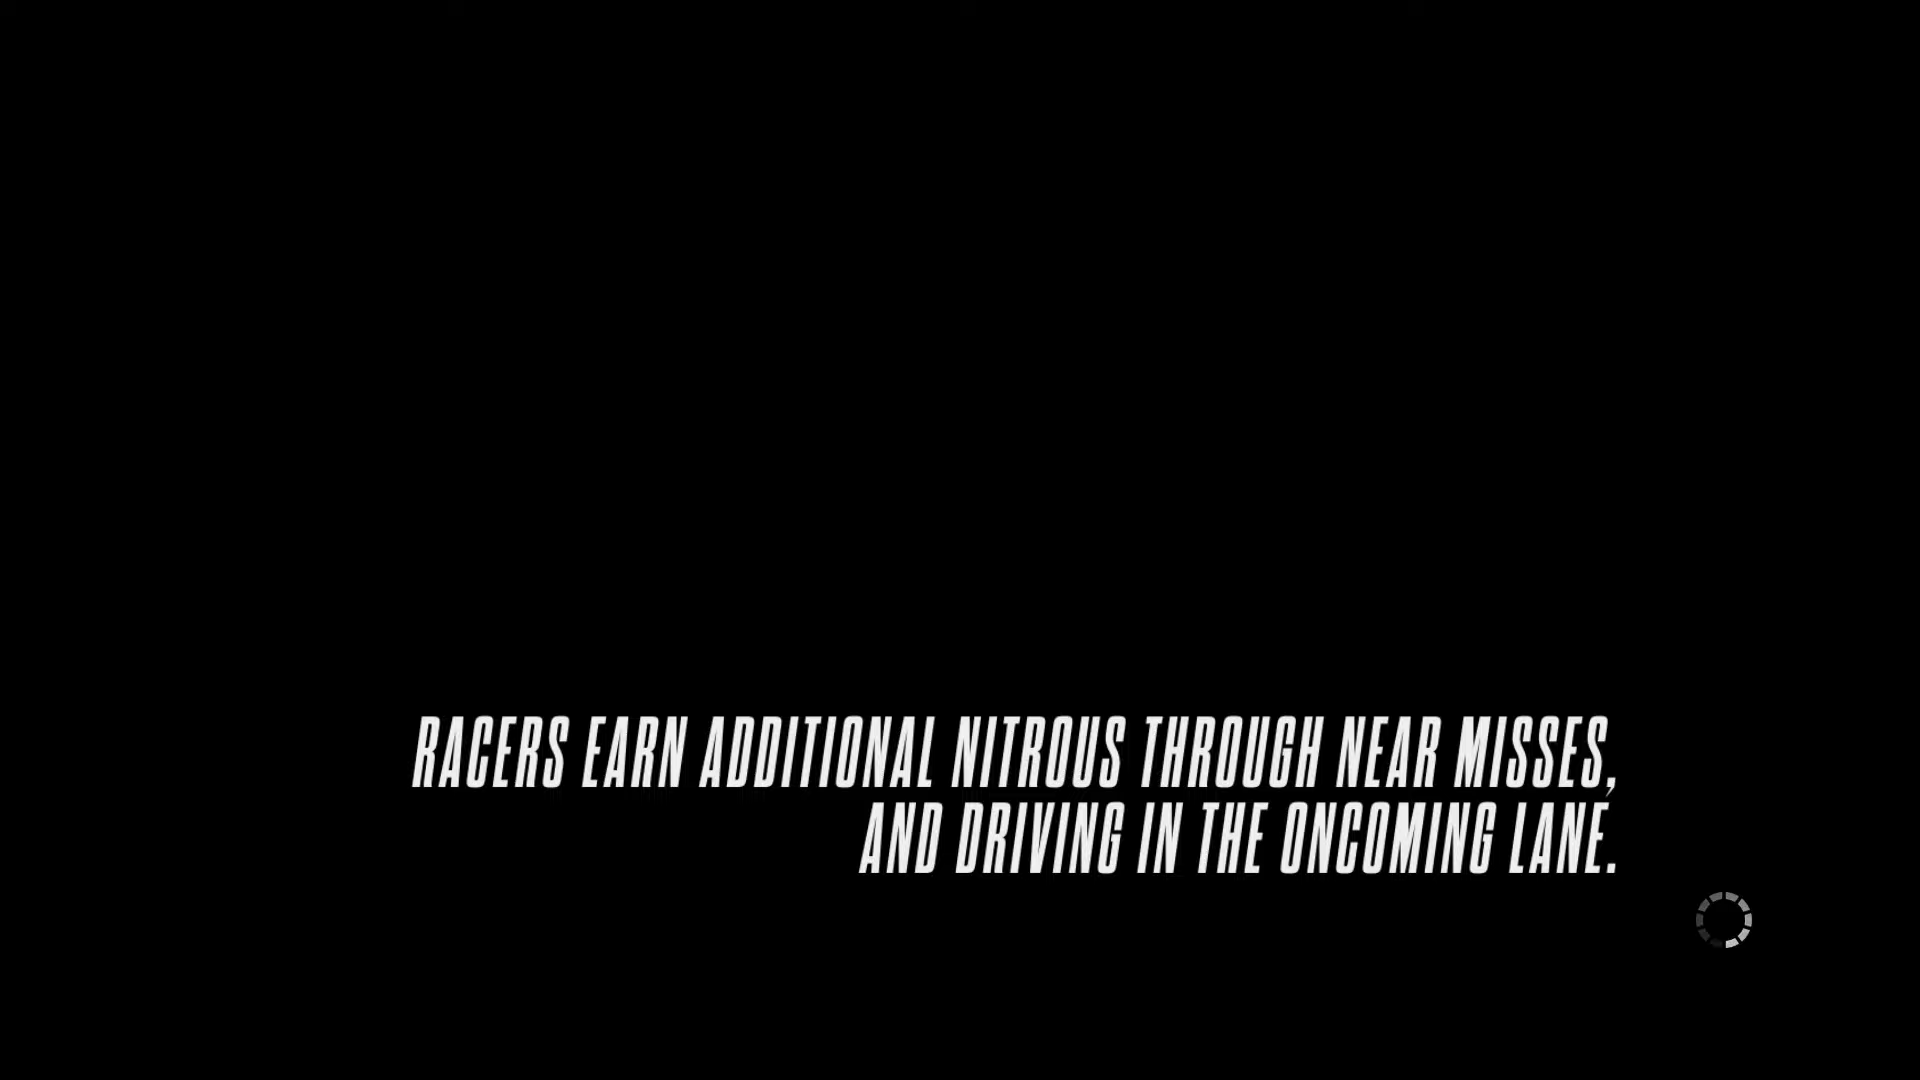 RACERS EARN ADDITIONAL NITROUS THROUGH NEAR MISSES,
AND DRIVING IN THE ONCOMING LANE.